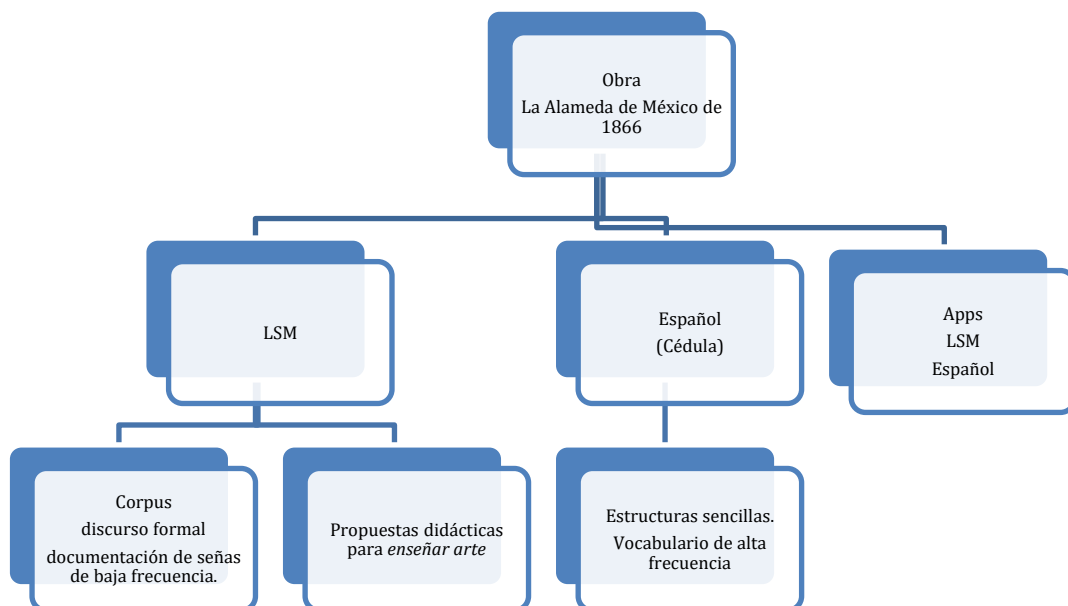 Obra
La Alameda de México de
1866
LSM
Español
(Cédula)
Apps
LSM
Español
Corpus
discurso formal
documentación de señas
de baja frecuencia.
Propuestas didácticas
para enseñar arte
Estructuras sencillas.
Vocabulario de alta
frecuencia